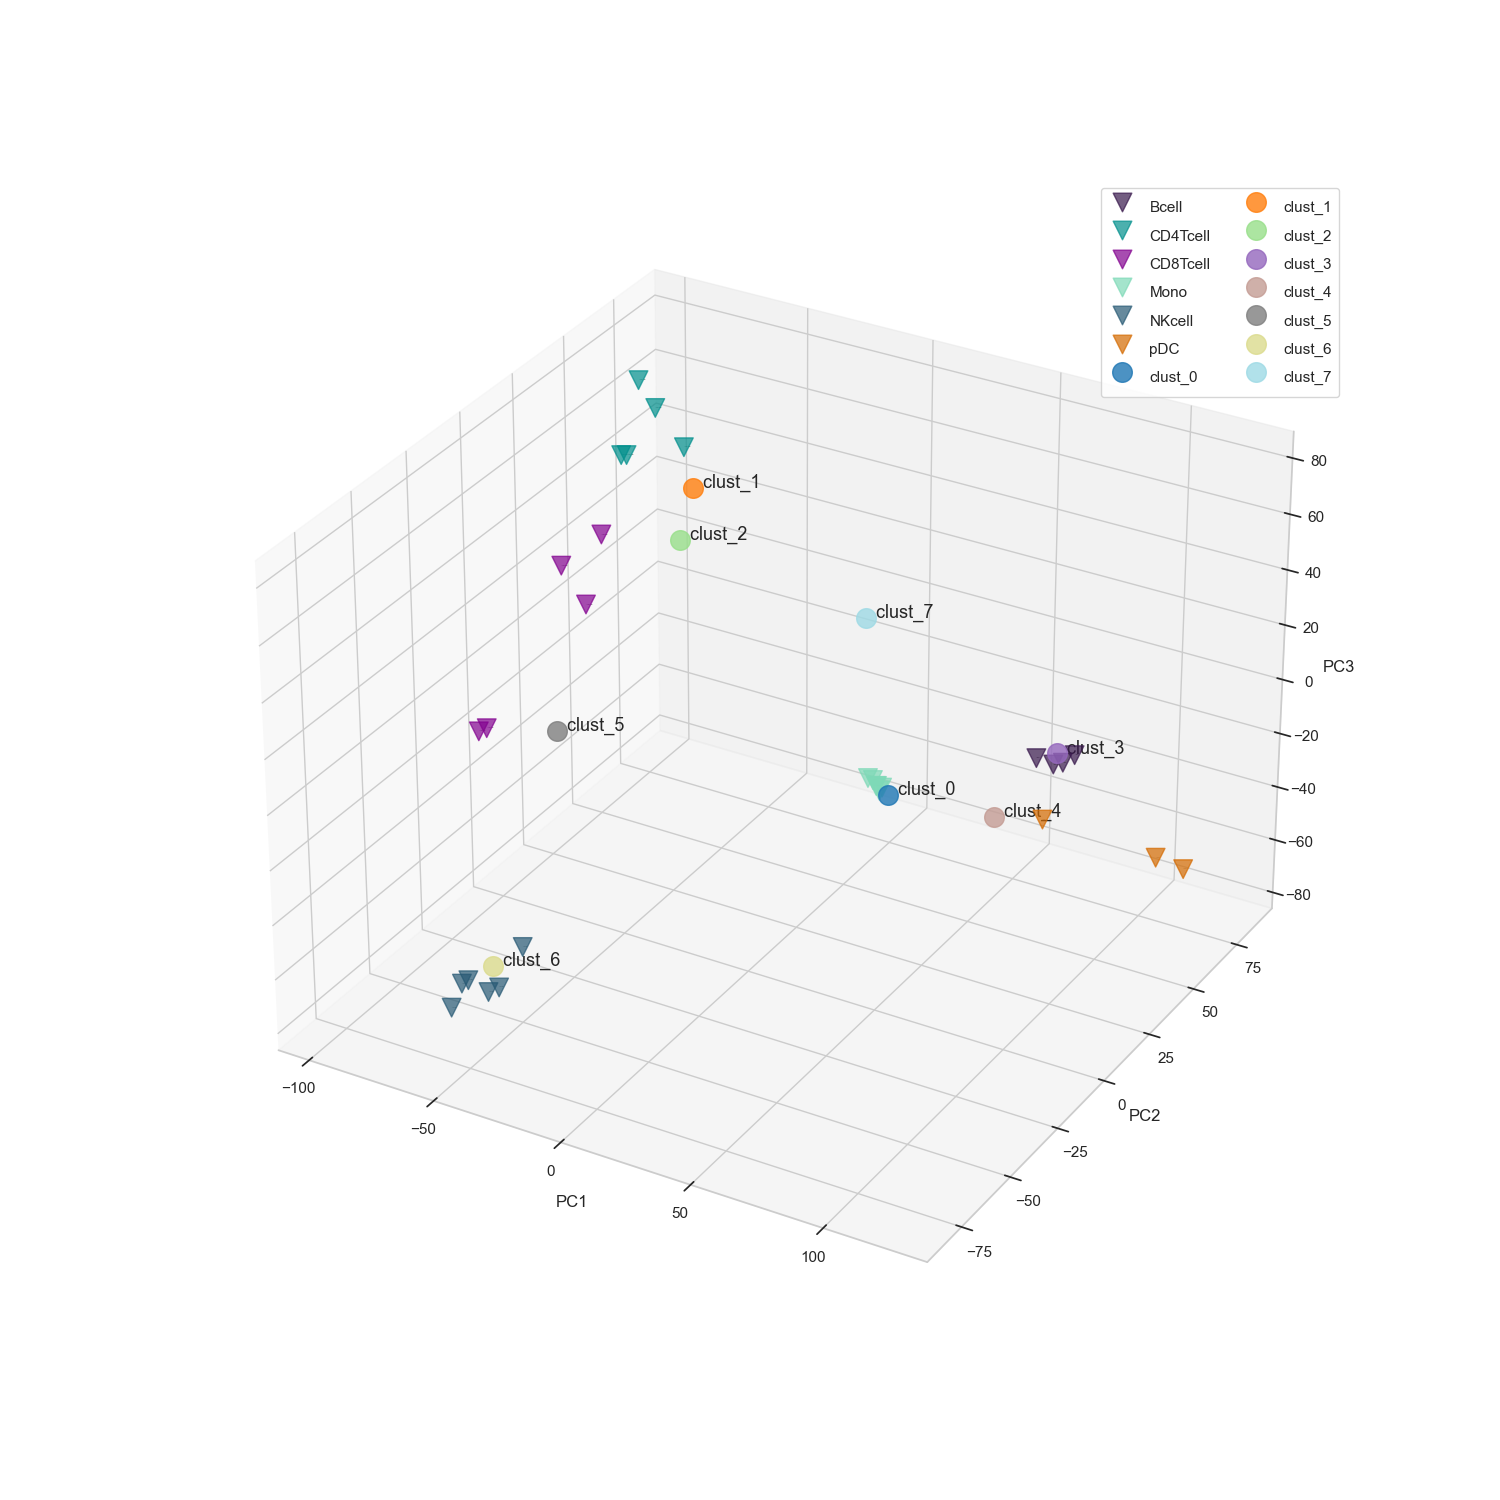 Bcell
CD4Tcell
CD8Tcell
Mono
NKcell
pDC
clust_0
clust_1
clust_2
clust_3
clust_4
clust_5
clust_6
clust_7
clust_1
clust_2
clust_7
clust_5
clust_3
clust_0
clust_4
clust_6
80
60
40
20
0
−20
−40
−60
−80
PC3
75
50
25
0
−25
−50
−75
PC2
−100
−50
0
50
100
PC1